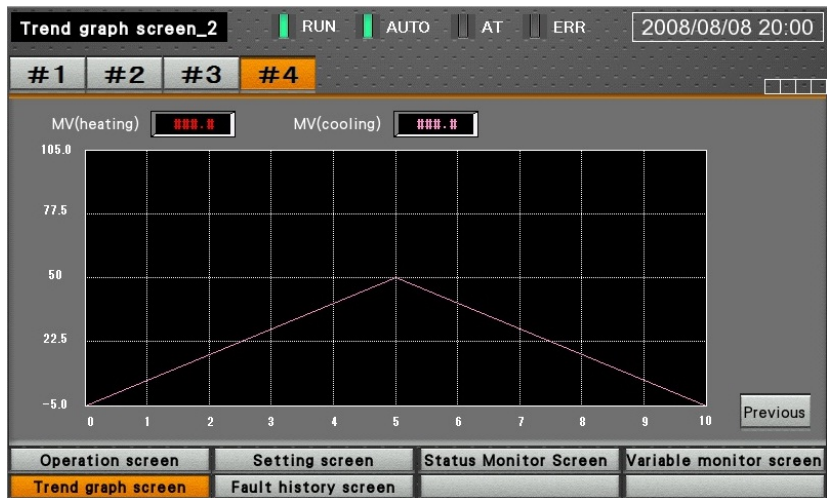 Trend graph screen_2 RUN AUTO AT ERR 2008/08/08 20:00
#1 #2 #3 #4
MV(heating) ###.# MV(cooling) ###.#
105.0
77.5
50
22.5
-5.0
0 1 2 3 4 5 6 7 8 9 10
Previous
Operation screen Setting screen Status Monitor Screen Variable monitor screen
Trend graph screen Fault history screen